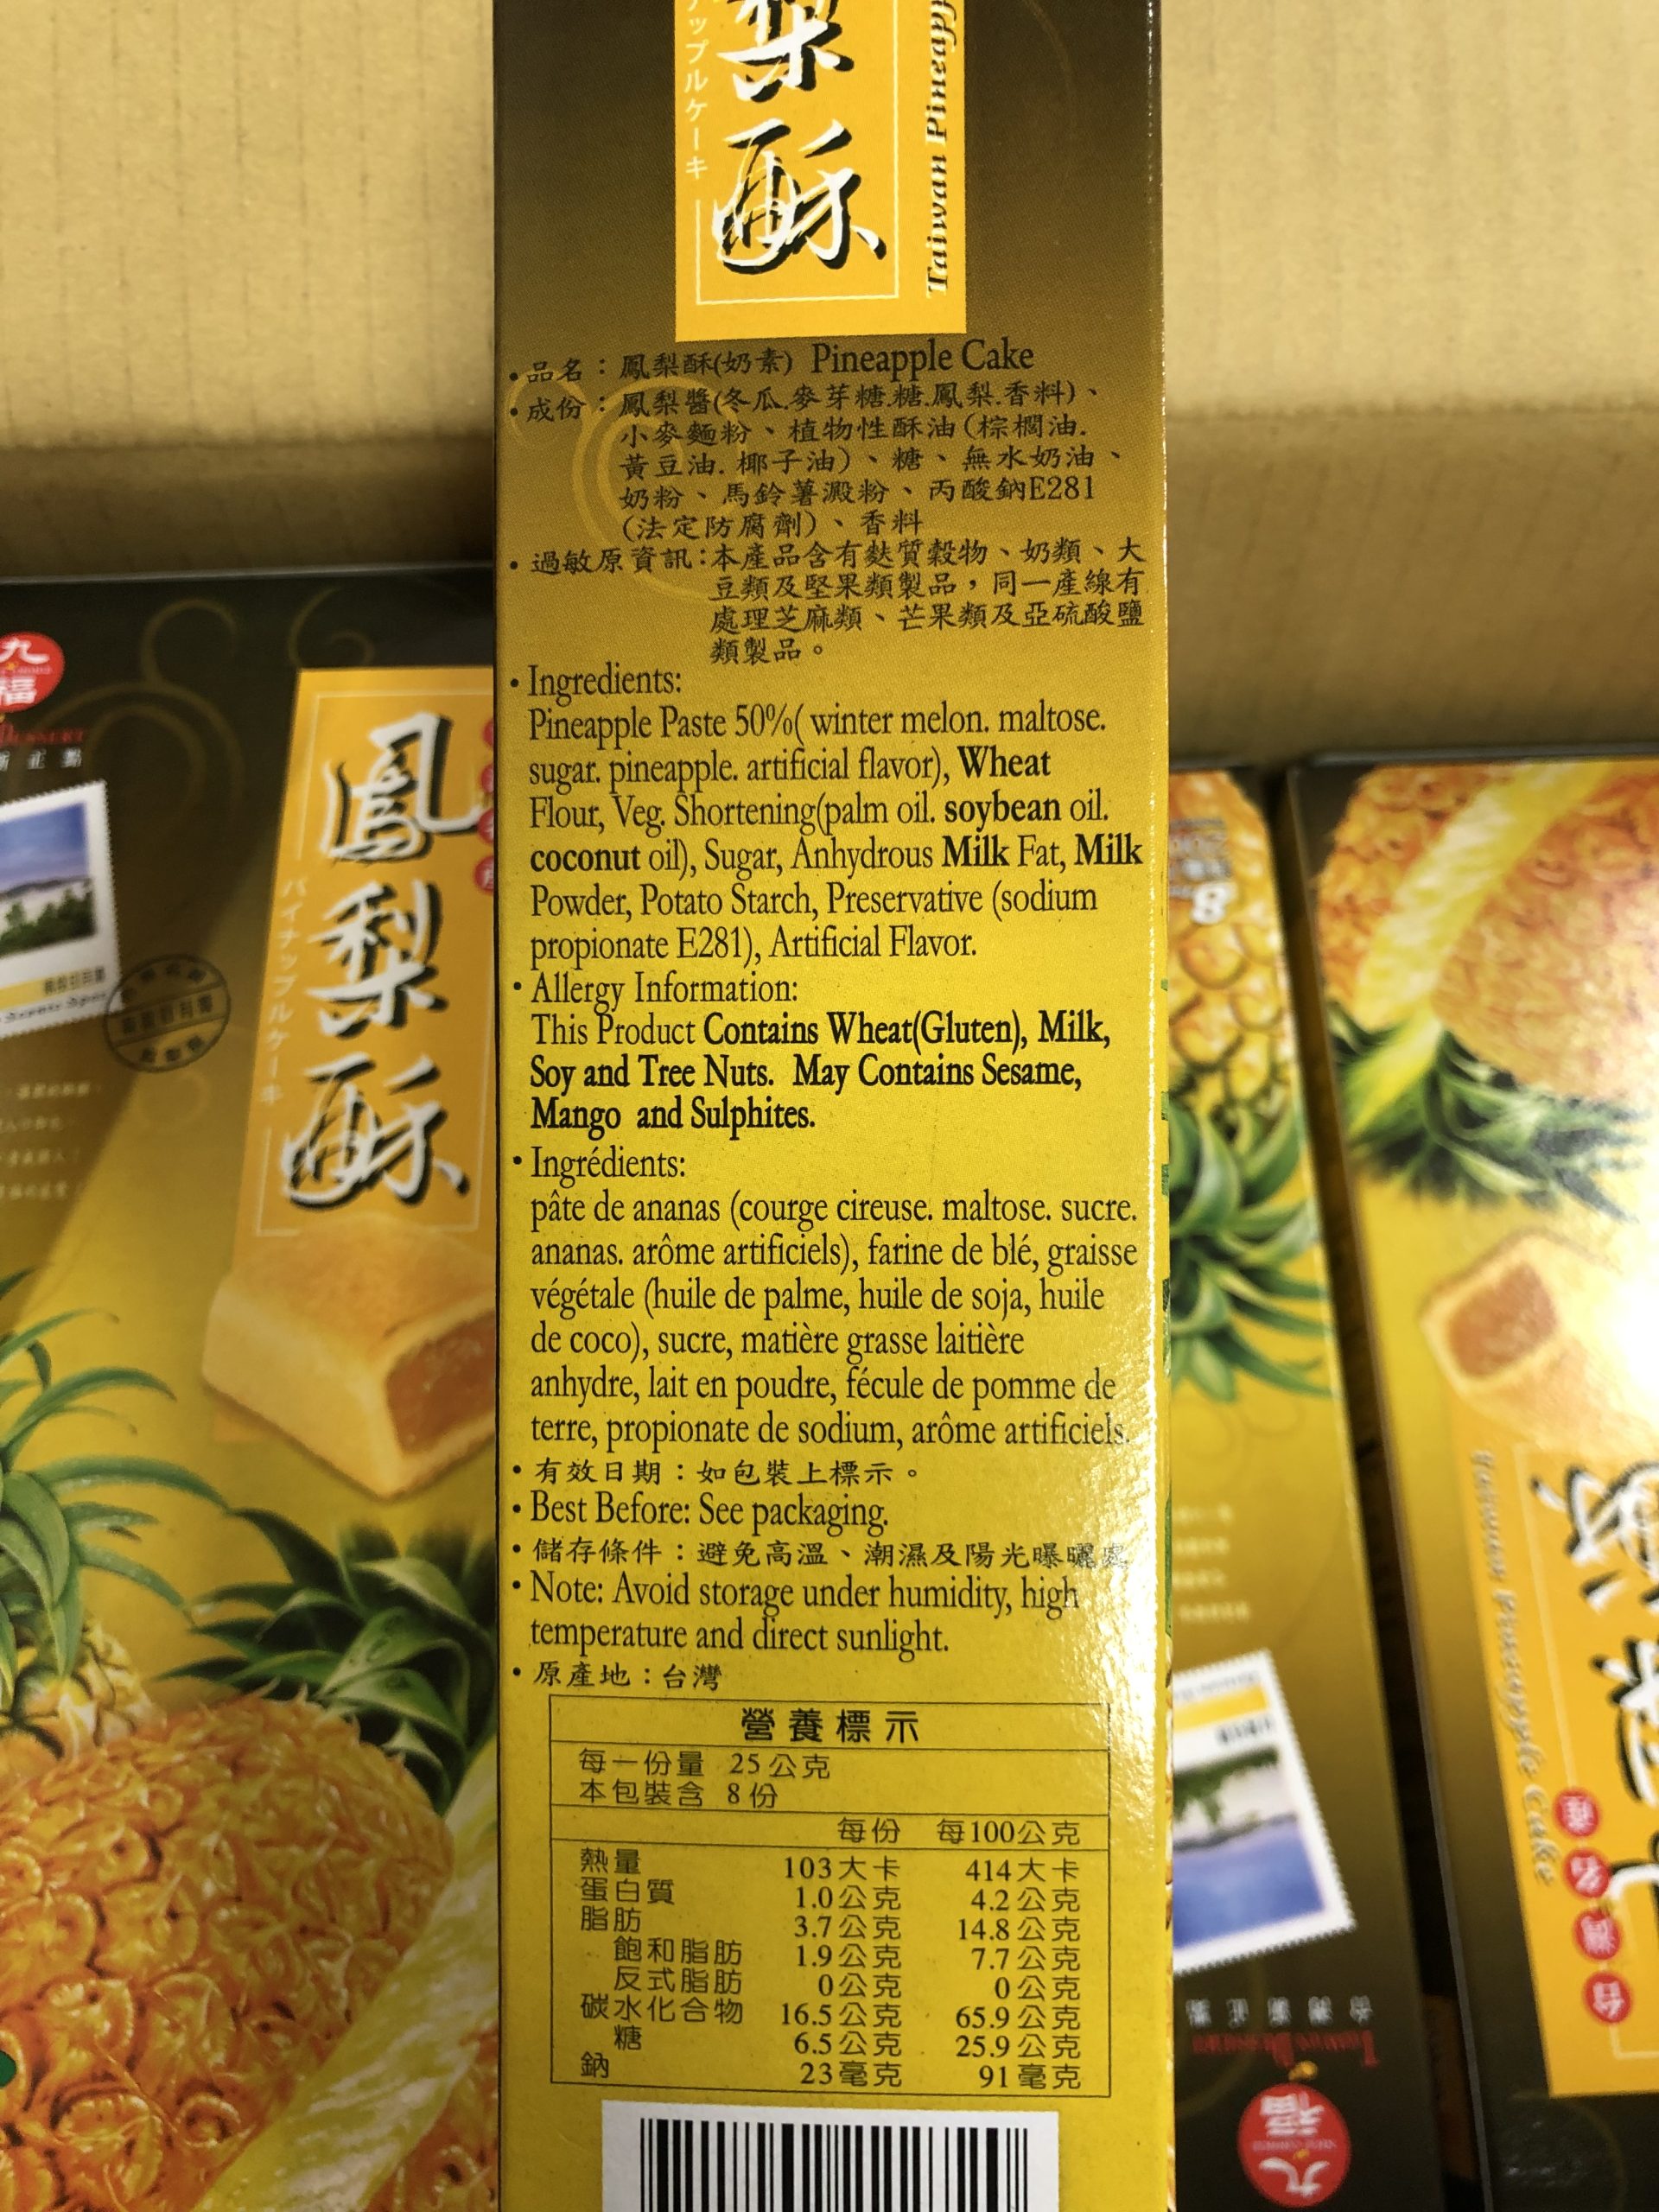 梨酥
ップルケーキ
Taiwan Pineapp
・品名：鳳梨酥(奶素) Pineapple Cake
・成份：鳳梨醬(冬瓜.麥芽糖.糖.鳳梨.香料)、
小麥麵粉、植物性酥油(棕櫚油.
黃豆油.椰子油)、糖、無水奶油、
奶粉、馬鈴薯澱粉、丙酸鈉E281
(法定防腐劑)、香料
・過敏原資訊:本產品含有麩質穀物、奶類、大
豆類及堅果類製品，同一產線有
處理芝麻類、芒果類及亞硫酸鹽
類製品。
・Ingredients:
Pineapple Paste 50%( winter melon. maltose.
sugar. pineapple. artificial flavor), Wheat
Flour, Veg. Shortening(palm oil. soybean oil.
coconut oil), Sugar, Anhydrous Milk Fat, Milk
Powder, Potato Starch, Preservative (sodium
propionate E281), Artificial Flavor.
・Allergy Information:
This Product Contains Wheat(Gluten), Milk,
Soy and Tree Nuts. May Contains Sesame,
Mango and Sulphites.
・Ingrédients:
pâte de ananas (courge cireuse. maltose. sucre.
ananas. arôme artificiels), farine de blé, graisse
végétale (huile de palme, huile de soja, huile
de coco), sucre, matière grasse laitière
anhydre, lait en poudre, fécule de pomme de
terre, propionate de sodium, arôme artificiels.
・有效日期：如包裝上標示。
・Best Before: See packaging.
・儲存條件：避免高溫、潮濕及陽光曝曬處
・Note: Avoid storage under humidity, high
temperature and direct sunlight.
・原產地：台灣
營養標示
每一份量 25公克
本包裝含 8份
每份 每100公克
熱量 103大卡 414大卡
蛋白質 1.0公克 4.2公克
脂肪 3.7公克 14.8公克
飽和脂肪 1.9公克 7.7公克
反式脂肪 0公克 0公克
碳水化合物 16.5公克 65.9公克
糖 6.5公克 25.9公克
鈉 23毫克 91毫克
九福
鳳梨酥
パイナップルケーキ
Taiwan Pineapple Cake
九福